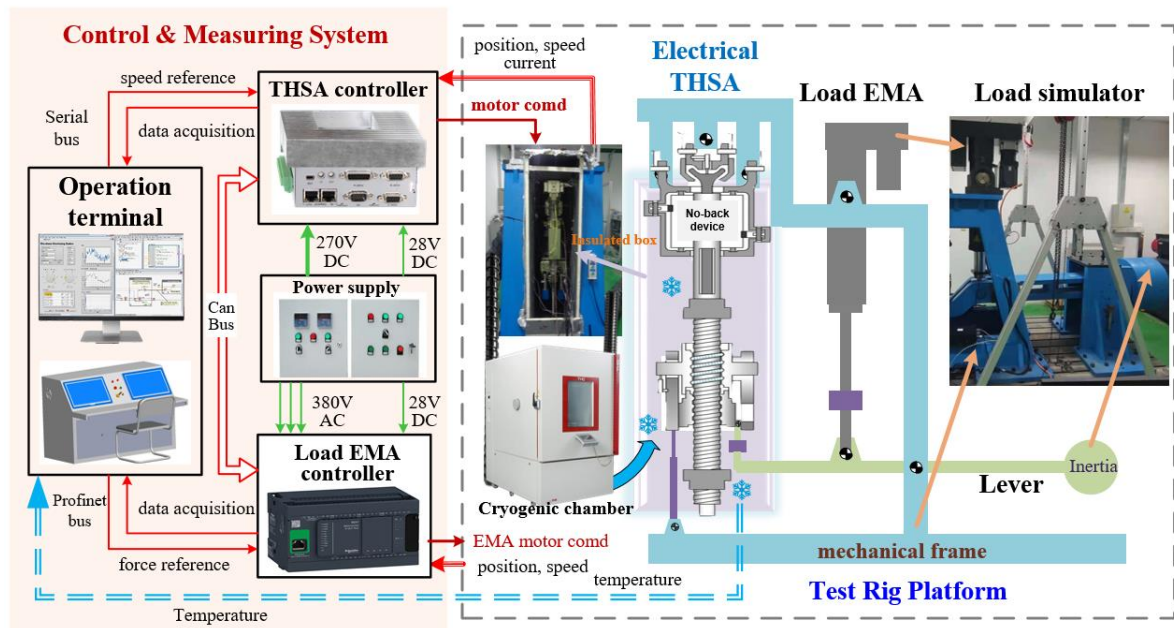 Control & Measuring System
speed reference
THSA controller
Serial
bus
data acquisition
position, speed
current
motor comd
Electrical
THSA
Load EMA
Load simulator
Operation
terminal
No-back
device
Insulated box
270V
DC
28V
DC
Power supply
Can
Bus
380V
AC
28V
DC
Load EMA
controller
Cryogenic chamber
Inertia
Lever
Profinet
bus
data acquisition
force reference
EMA motor comd
position, speed
temperature
mechanical frame
Temperature
Test Rig Platform